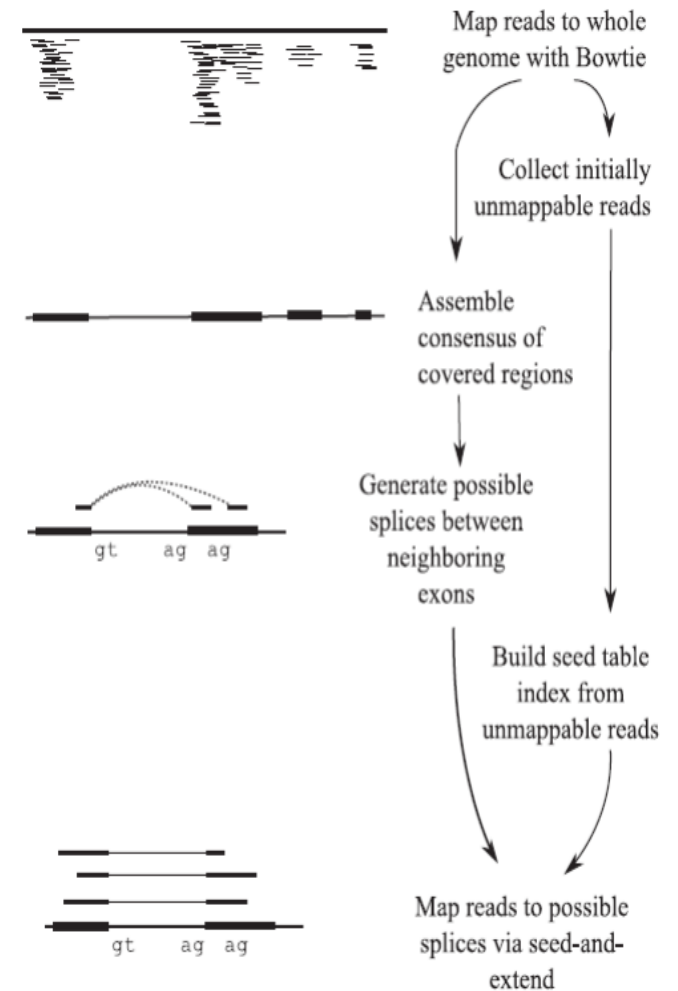 Map reads to whole
genome with Bowtie
Collect initially
unmappable reads
Assemble
consensus of
covered regions
Generate possible
splices between
neighboring
exons
gt ag ag
Build seed table
index from
unmappable reads
Map reads to possible
splices via seed-and-
extend
gt ag ag